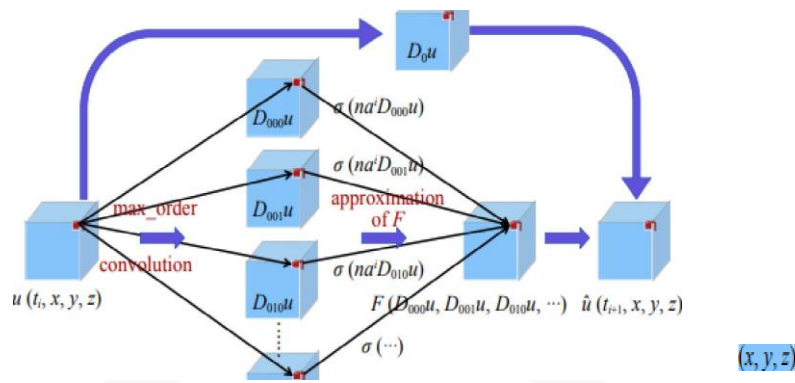 D₀u
D₀₀₀u
σ (naⁱD₀₀₀u)
D₀₀₁u
σ (naⁱD₀₀₁u)
max_order
approximation
of F
convolution
D₀₁₀u
σ (naⁱD₀₁₀u)
u (tᵢ, x, y, z)
F (D₀₀₀u, D₀₀₁u, D₀₁₀u, ···)
û (tᵢ₊₁, x, y, z)
σ (···)
(x, y, z)